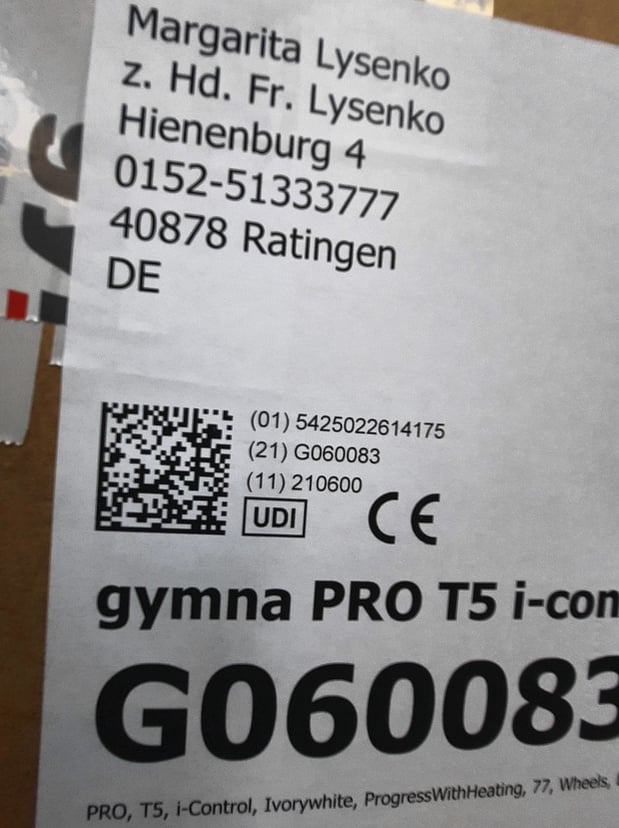 Margarita Lysenko
z. Hd. Fr. Lysenko
Hienenburg 4
0152-51333777
40878 Ratingen
DE
(01) 5425022614175
(21) G060083
(11) 210600
UDI
CE
gymna PRO T5 i-con
G060083
PRO, T5, i-Control, Ivorywhite, ProgressWithHeating, 77, Wheels,